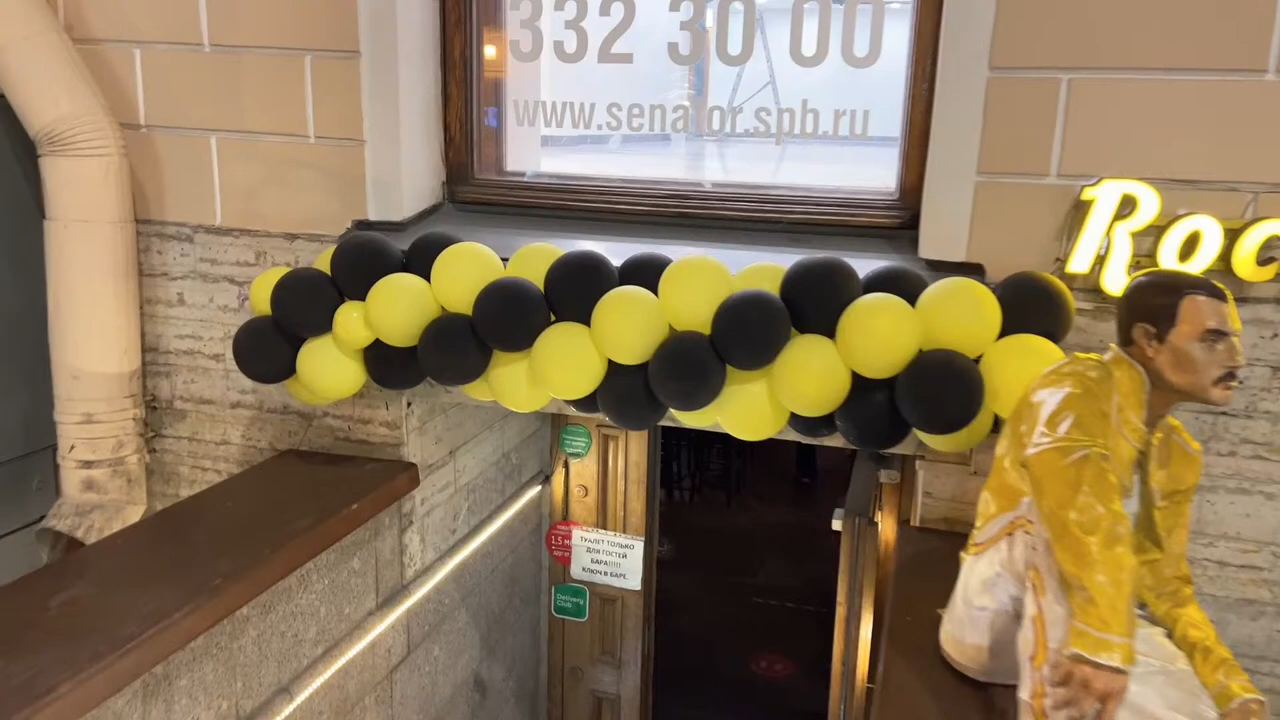 332 30 00
www.senator.spb.ru
Roc
1,5 м
ТУАЛЕТ ТОЛЬКО
ДЛЯ ГОСТЕЙ
БАРА!!!!!
КЛЮЧ В БАРЕ.
Delivery
Club